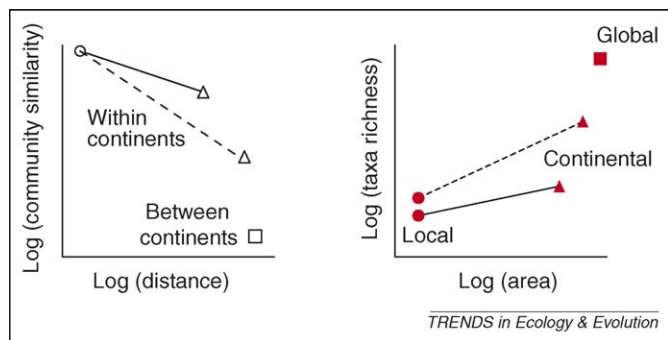 Log (community similarity)
Within
continents
Between
continents
Log (distance)
Log (taxa richness)
Global
Continental
Local
Log (area)
TRENDS in Ecology & Evolution